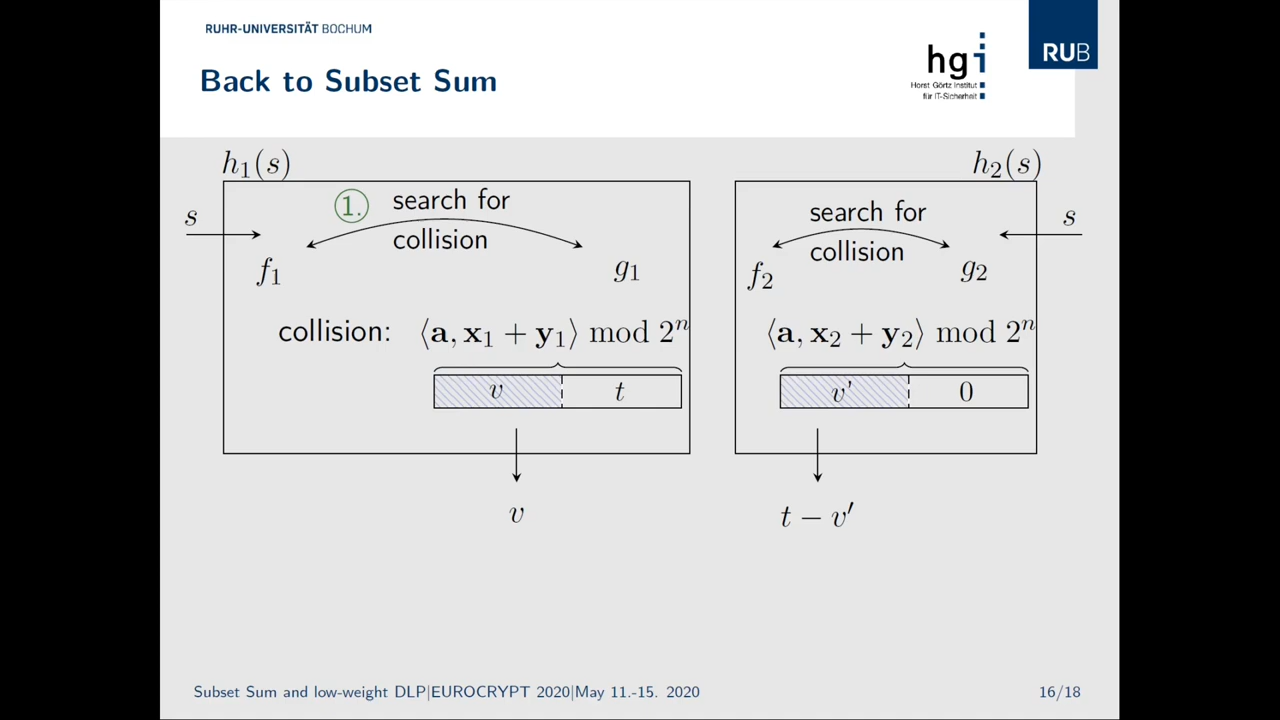 RUHR-UNIVERSITÄT BOCHUM
hgi
Horst Görtz Institut
für IT-Sicherheit
RUB
Back to Subset Sum
h₁(s)
s
1.
search for
collision
f₁
g₁
collision: ⟨a, x₁ + y₁⟩ mod 2ⁿ
v t
v
h₂(s)
s
search for
collision
f₂
g₂
⟨a, x₂ + y₂⟩ mod 2ⁿ
v′ 0
t − v′
Subset Sum and low-weight DLP|EUROCRYPT 2020|May 11.-15. 2020
16/18